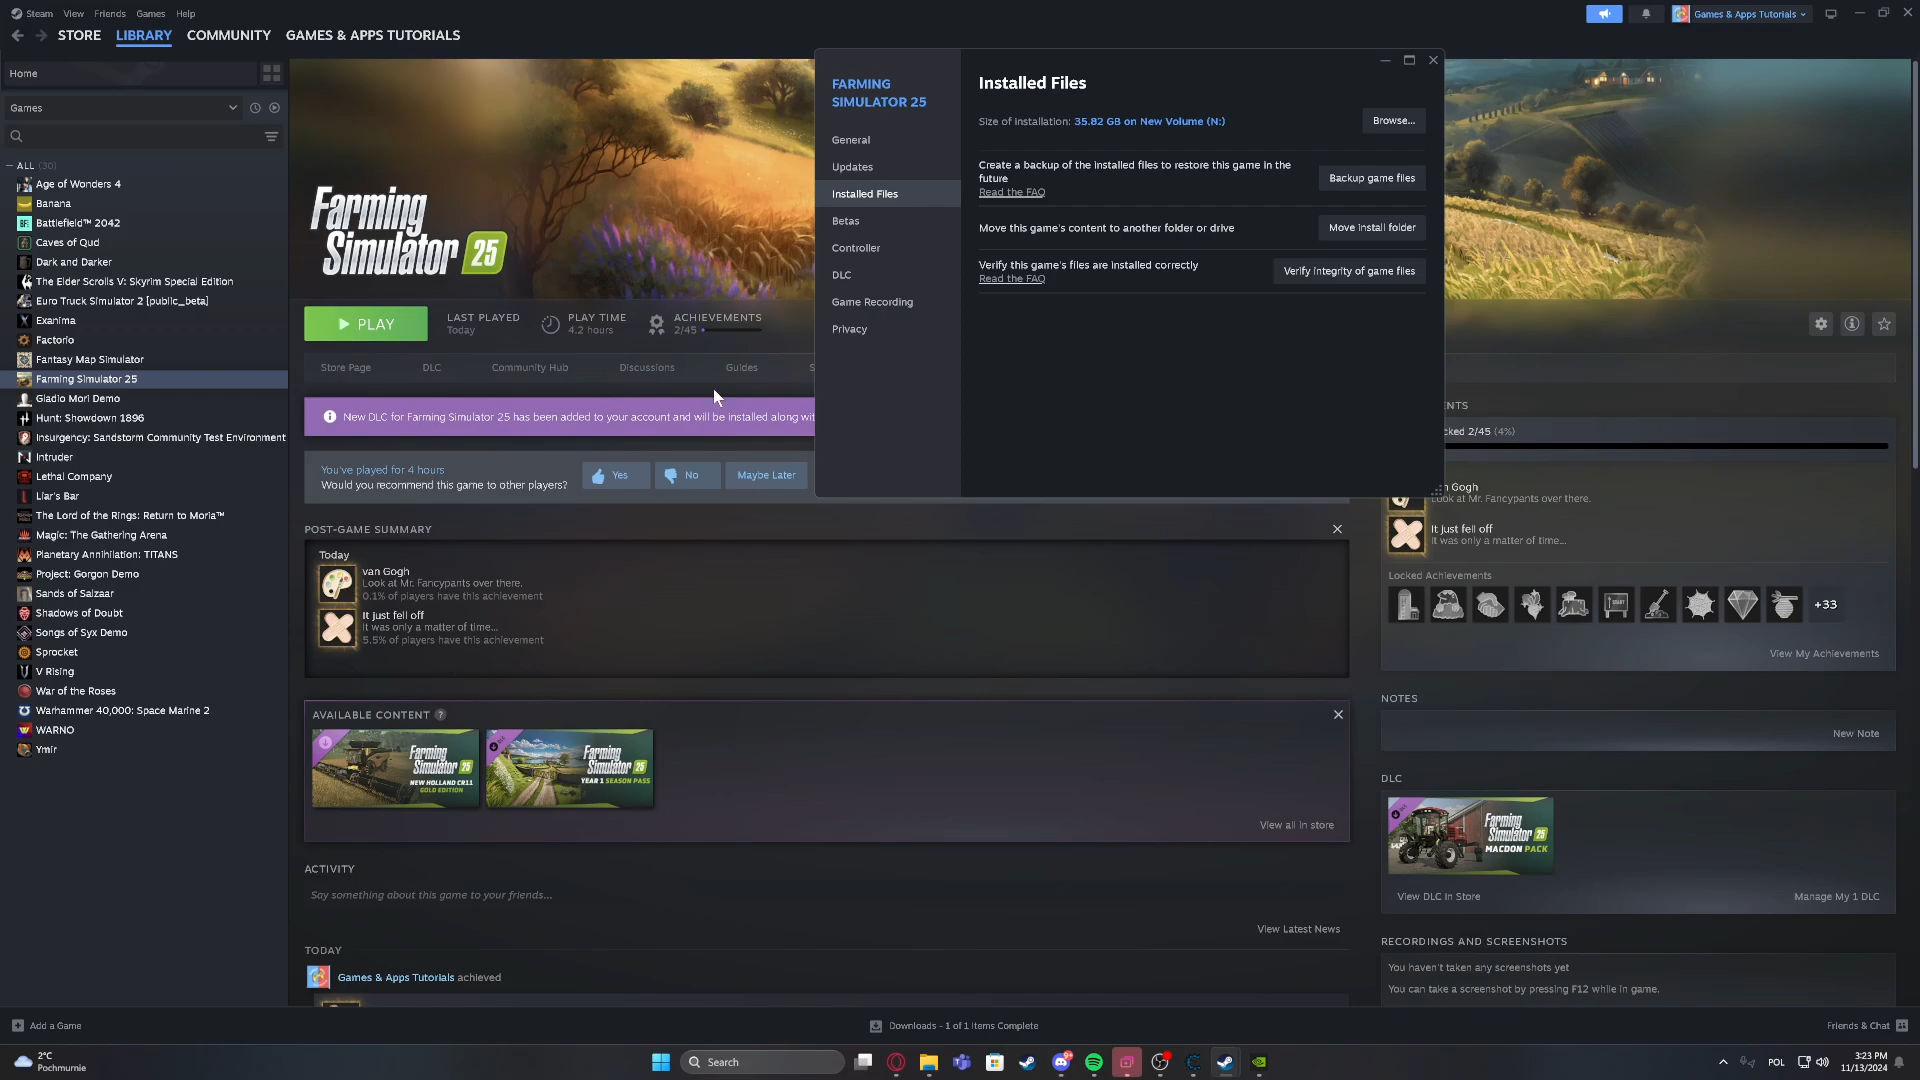 Steam View Friends Games Help
Games & Apps Tutorials
STORE LIBRARY COMMUNITY GAMES & APPS TUTORIALS
Home
Games
ALL (30)
Age of Wonders 4
Banana
Battlefield™ 2042
Caves of Qud
Dark and Darker
The Elder Scrolls V: Skyrim Special Edition
Euro Truck Simulator 2 [public_beta]
Exanima
Factorio
Fantasy Map Simulator
Farming Simulator 25
Gladio Mori Demo
Hunt: Showdown 1896
Insurgency: Sandstorm Community Test Environment
Intruder
Lethal Company
Liar's Bar
The Lord of the Rings: Return to Moria™
Magic: The Gathering Arena
Planetary Annihilation: TITANS
Project: Gorgon Demo
Sands of Salzaar
Shadows of Doubt
Songs of Syx Demo
Sprocket
V Rising
War of the Roses
Warhammer 40,000: Space Marine 2
WARNO
Ymir
Farming
Simulator 25
PLAY
LAST PLAYED
Today
PLAY TIME
4.2 hours
ACHIEVEMENTS
2/45
Store Page DLC Community Hub Discussions Guides S
New DLC for Farming Simulator 25 has been added to your account and will be installed along wit
You've played for 4 hours
Would you recommend this game to other players?
Yes No Maybe Later
FARMING
SIMULATOR 25
General
Updates
Installed Files
Betas
Controller
DLC
Game Recording
Privacy
Installed Files
Size of installation: 35.82 GB on New Volume (N:)
Browse...
Create a backup of the installed files to restore this game in the
future
Read the FAQ
Backup game files
Move this game's content to another folder or drive
Move install folder
Verify this game's files are installed correctly
Read the FAQ
Verify integrity of game files
POST-GAME SUMMARY
Today
van Gogh
Look at Mr. Fancypants over there.
0.1% of players have this achievement
It just fell off
It was only a matter of time...
5.5% of players have this achievement
AVAILABLE CONTENT ?
Farming
Simulator 25
NEW HOLLAND CR11
GOLD EDITION
Farming
Simulator 25
YEAR 1 SEASON PASS
View all in store
ACTIVITY
Say something about this game to your friends...
View Latest News
TODAY
Games & Apps Tutorials achieved
ENTS
cked 2/45 (4%)
n Gogh
Look at Mr. Fancypants over there.
It just fell off
It was only a matter of time...
Locked Achievements
START
+33
View My Achievements
NOTES
New Note
DLC
Farming
Simulator 25
MACDON PACK
View DLC in Store
Manage My 1 DLC
RECORDINGS AND SCREENSHOTS
You haven't taken any screenshots yet
You can take a screenshot by pressing F12 while in game.
Add a Game
Downloads - 1 of 1 Items Complete
Friends & Chat
2°C
Pochmurnie
Search
9+
POL
3:23 PM
11/13/2024